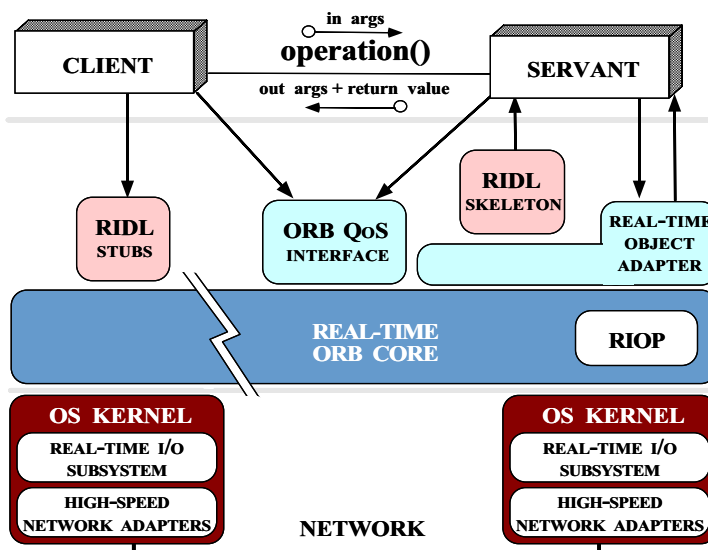 in args
operation()
CLIENT
SERVANT
out args + return value
RIDL
STUBS
ORB QOS
INTERFACE
RIDL
SKELETON
REAL-TIME
OBJECT
ADAPTER
REAL-TIME
ORB CORE
RIOP
OS KERNEL
REAL-TIME I/O
SUBSYSTEM
HIGH-SPEED
NETWORK ADAPTERS
NETWORK
OS KERNEL
REAL-TIME I/O
SUBSYSTEM
HIGH-SPEED
NETWORK ADAPTERS